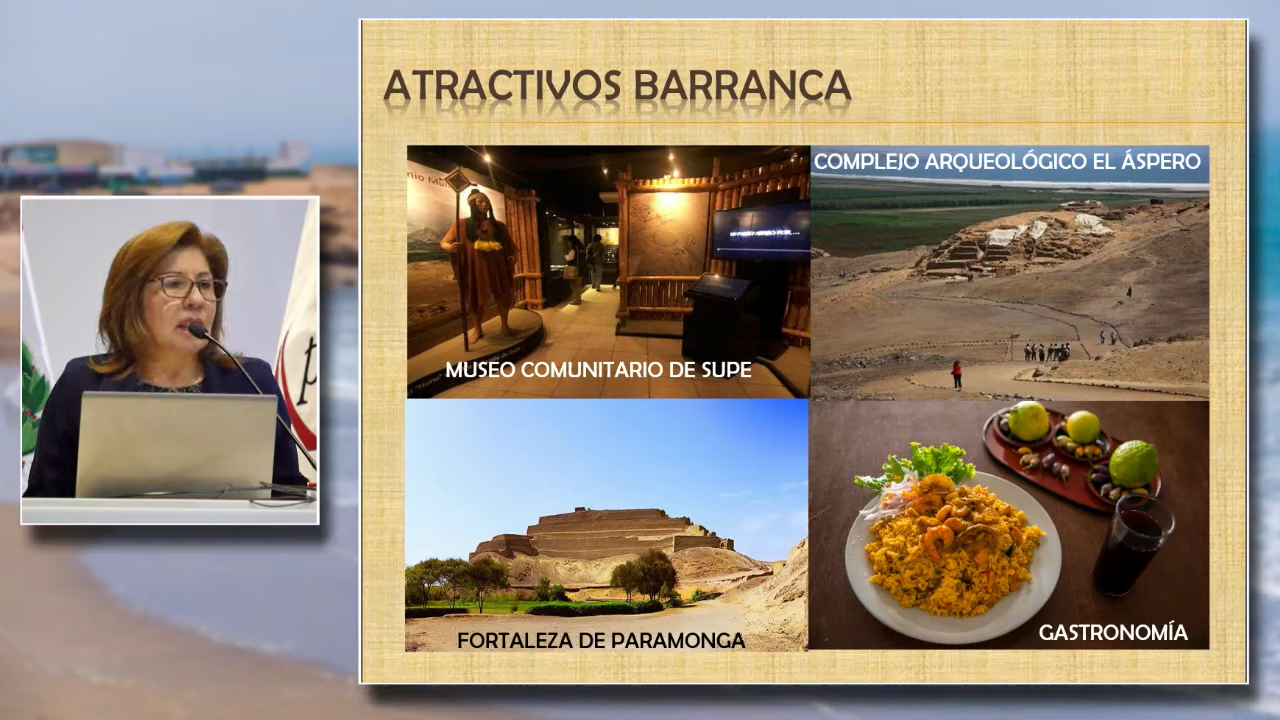 ATRACTIVOS BARRANCA
COMPLEJO ARQUEOLÓGICO EL ÁSPERO
MUSEO COMUNITARIO DE SUPE
FORTALEZA DE PARAMONGA
GASTRONOMÍA